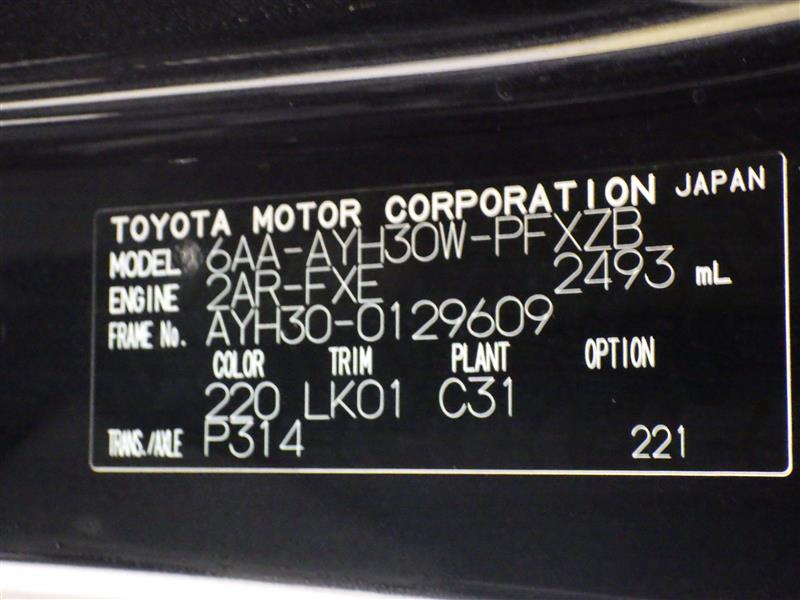 TOYOTA MOTOR CORPORATION JAPAN
MODEL 6AA-AYH30W-PFXZB
ENGINE 2AR-FXE 2493 mL
FRAME No. AYH30-0129609
COLOR TRIM PLANT OPTION
220 LK01 C31
TRANS./AXLE P314 221